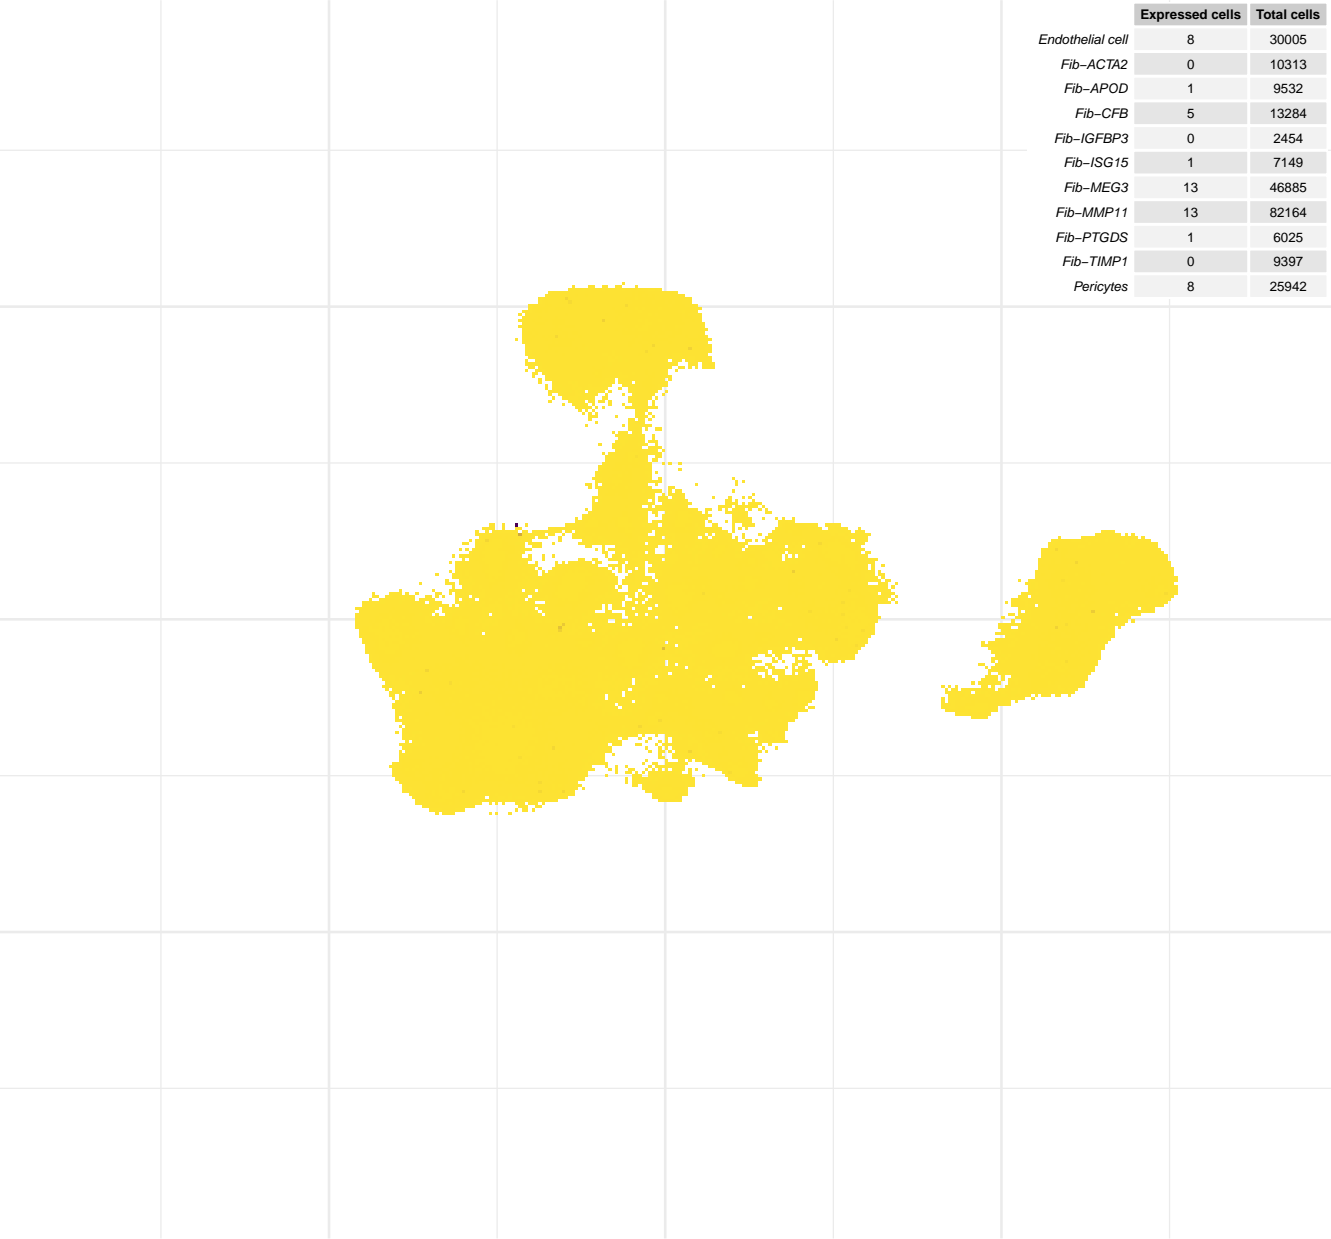 Expressed cells Total cells
Endothelial cell 8 30005
Fib−ACTA2 0 10313
Fib−APOD 1 9532
Fib−CFB 5 13284
Fib−IGFBP3 0 2454
Fib−ISG15 1 7149
Fib−MEG3 13 46885
Fib−MMP11 13 82164
Fib−PTGDS 1 6025
Fib−TIMP1 0 9397
Pericytes 8 25942